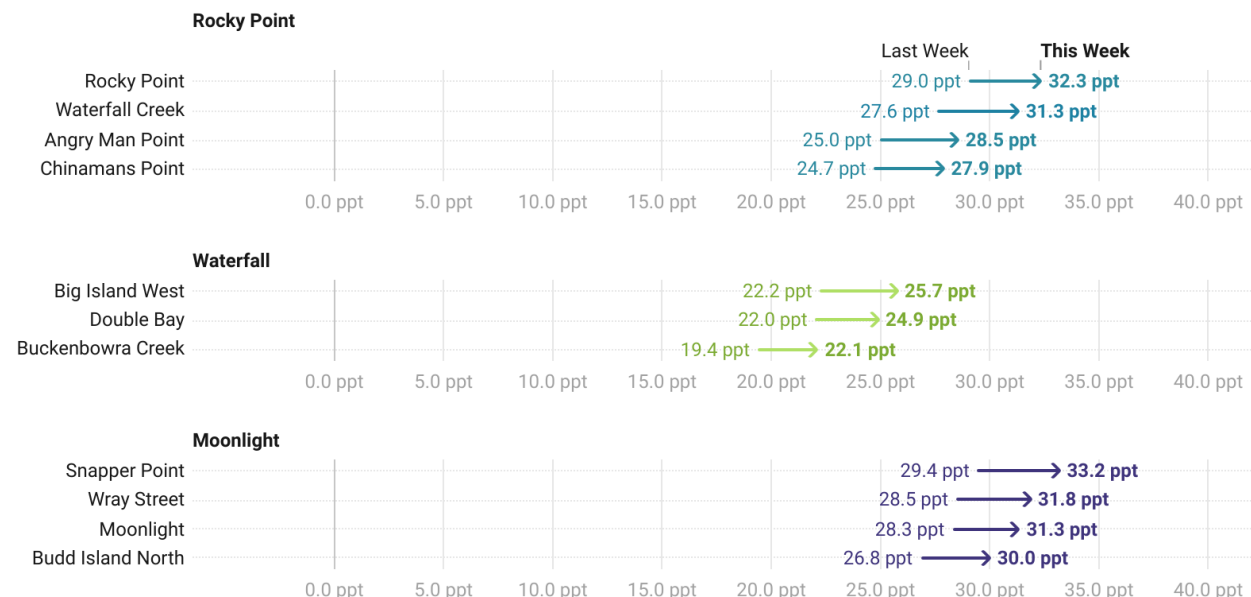 Rocky Point
Last Week This Week
Rocky Point 29.0 ppt 32.3 ppt
Waterfall Creek 27.6 ppt 31.3 ppt
Angry Man Point 25.0 ppt 28.5 ppt
Chinamans Point 24.7 ppt 27.9 ppt
0.0 ppt 5.0 ppt 10.0 ppt 15.0 ppt 20.0 ppt 25.0 ppt 30.0 ppt 35.0 ppt 40.0 ppt
Waterfall
Big Island West 22.2 ppt 25.7 ppt
Double Bay 22.0 ppt 24.9 ppt
Buckenbowra Creek 19.4 ppt 22.1 ppt
0.0 ppt 5.0 ppt 10.0 ppt 15.0 ppt 20.0 ppt 25.0 ppt 30.0 ppt 35.0 ppt 40.0 ppt
Moonlight
Snapper Point 29.4 ppt 33.2 ppt
Wray Street 28.5 ppt 31.8 ppt
Moonlight 28.3 ppt 31.3 ppt
Budd Island North 26.8 ppt 30.0 ppt
0.0 ppt 5.0 ppt 10.0 ppt 15.0 ppt 20.0 ppt 25.0 ppt 30.0 ppt 35.0 ppt 40.0 ppt